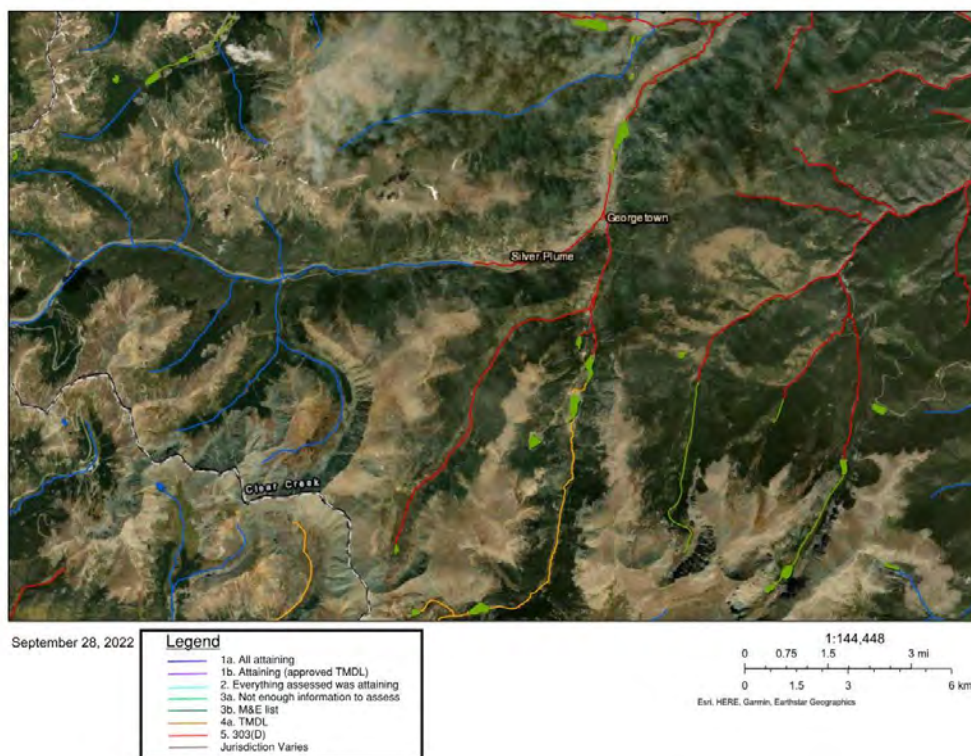 Georgetown
Silver Plume
Clear Creek
September 28, 2022
Legend
1a. All attaining
1b. Attaining (approved TMDL)
2. Everything assessed was attaining
3a. Not enough information to assess
3b. M&E list
4a. TMDL
5. 303(D)
Jurisdiction Varies
1:144,448
0 0.75 1.5 3 mi
0 1.5 3 6 km
Esri, HERE, Garmin, Earthstar Geographics